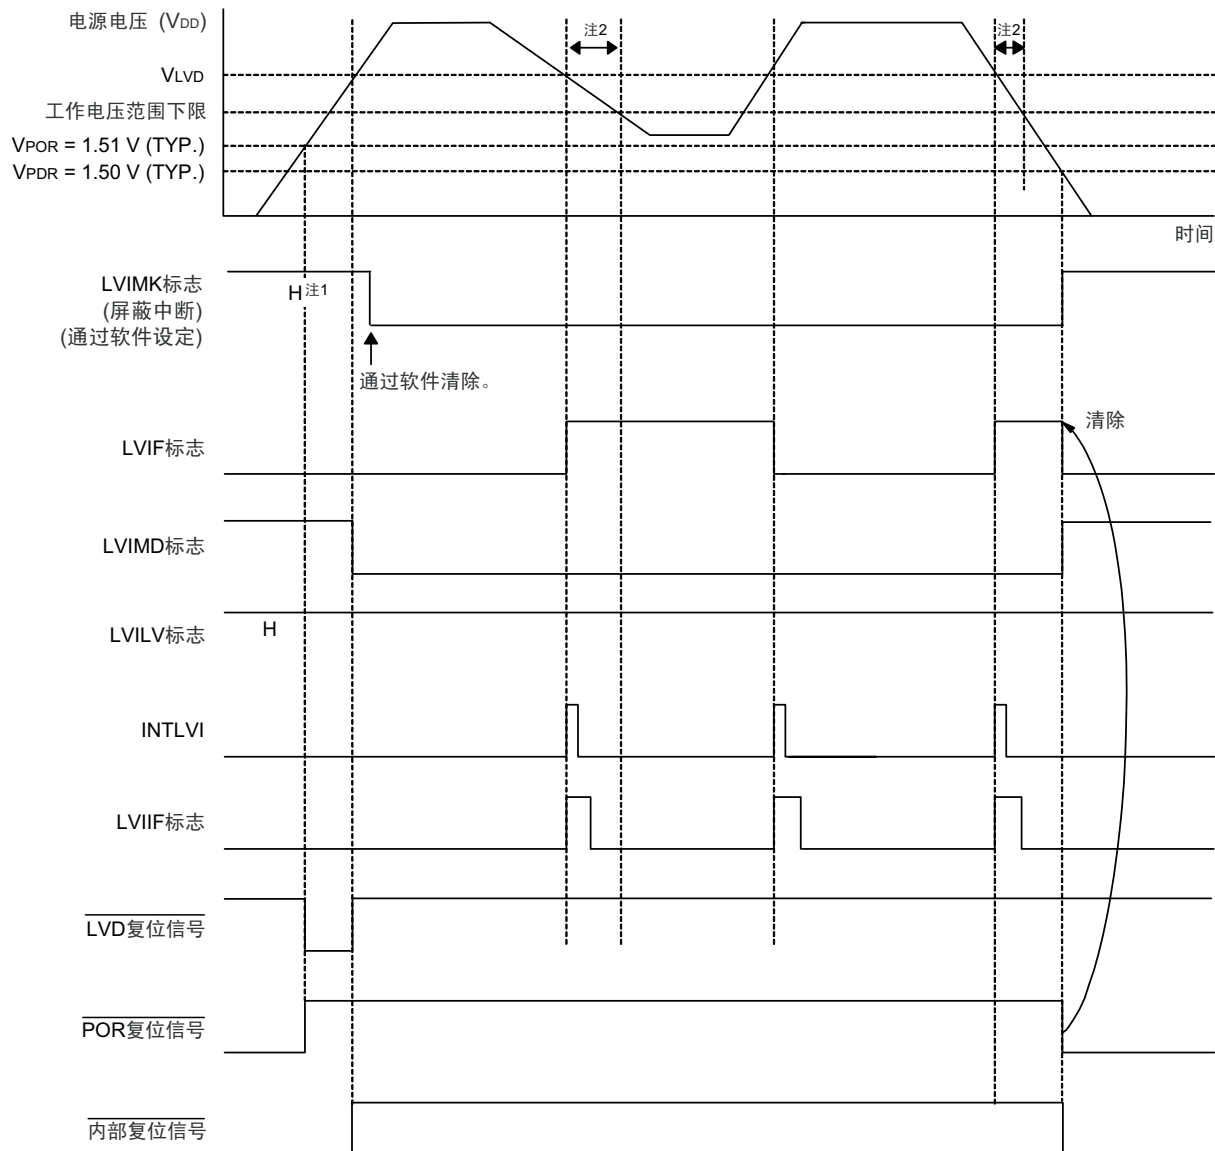 电源电压 (VDD)
注2
注2
VLVD
工作电压范围下限
VPOR = 1.51 V (TYP.)
VPDR = 1.50 V (TYP.)
时间
LVIMK标志
(屏蔽中断)
(通过软件设定)
H 注1
通过软件清除。
LVIF标志
清除
LVIMD标志
LVILV标志
H
INTLVI
LVIIF标志
LVD复位信号
POR复位信号
内部复位信号